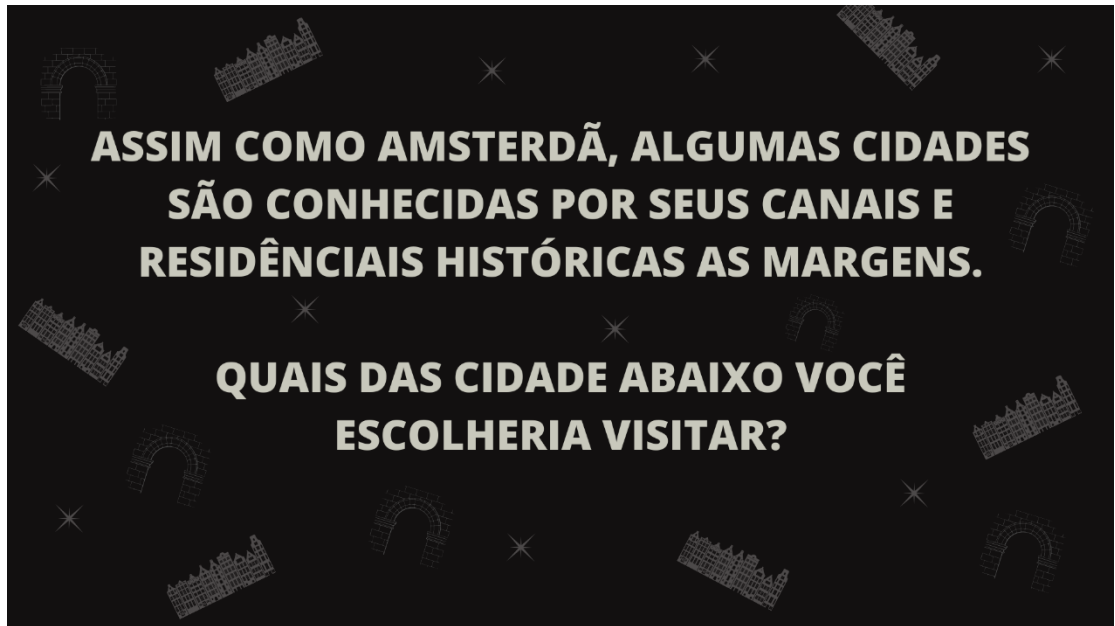 ASSIM COMO AMSTERDÃ, ALGUMAS CIDADES
SÃO CONHECIDAS POR SEUS CANAIS E
RESIDÊNCIAIS HISTÓRICAS AS MARGENS.
QUAIS DAS CIDADE ABAIXO VOCÊ
ESCOLHERIA VISITAR?